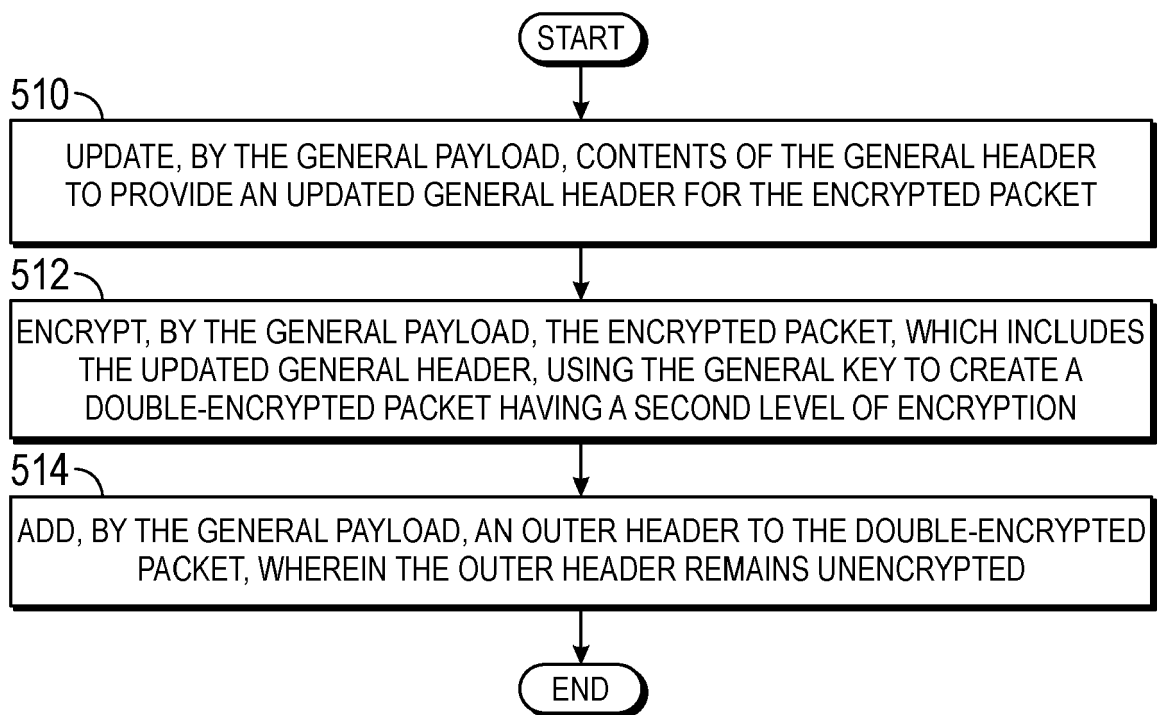 START
510
UPDATE, BY THE GENERAL PAYLOAD, CONTENTS OF THE GENERAL HEADER
TO PROVIDE AN UPDATED GENERAL HEADER FOR THE ENCRYPTED PACKET
512
ENCRYPT, BY THE GENERAL PAYLOAD, THE ENCRYPTED PACKET, WHICH INCLUDES
THE UPDATED GENERAL HEADER, USING THE GENERAL KEY TO CREATE A
DOUBLE-ENCRYPTED PACKET HAVING A SECOND LEVEL OF ENCRYPTION
514
ADD, BY THE GENERAL PAYLOAD, AN OUTER HEADER TO THE DOUBLE-ENCRYPTED
PACKET, WHEREIN THE OUTER HEADER REMAINS UNENCRYPTED
END